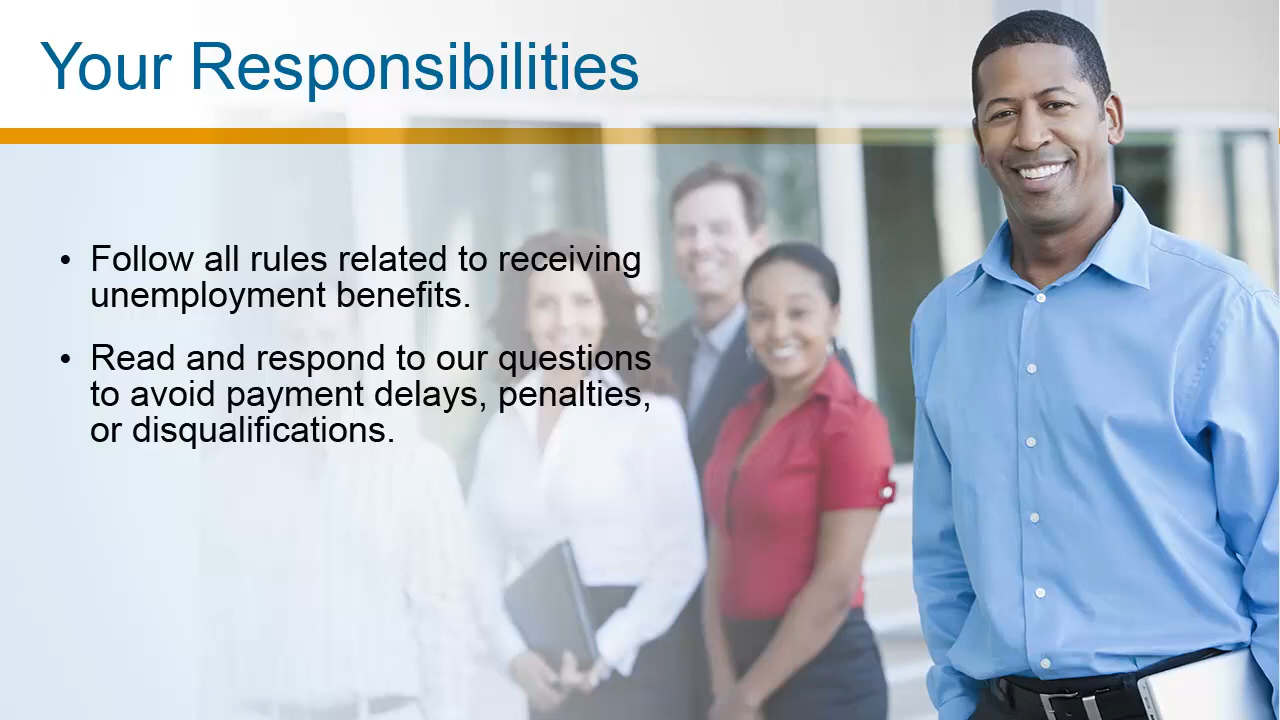 Your Responsibilities
• Follow all rules related to receiving
unemployment benefits.
• Read and respond to our questions
to avoid payment delays, penalties,
or disqualifications.